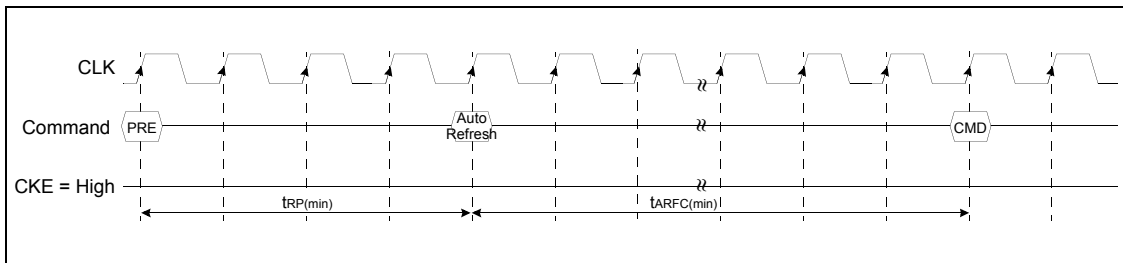 CLK
Command
PRE
Auto
Refresh
CMD
CKE = High
tRP(min)
tARFC(min)